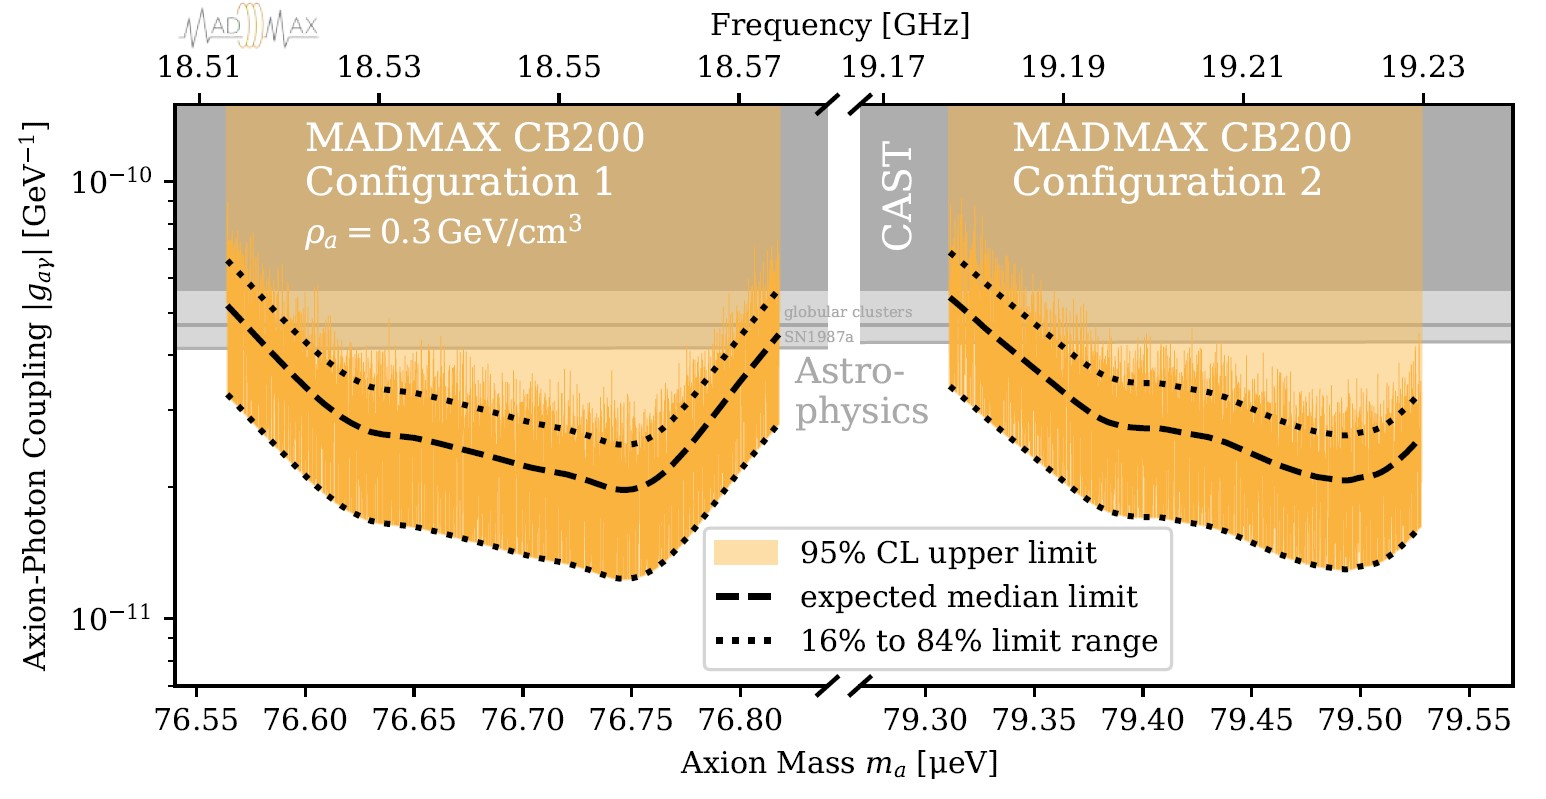 MADMAX
Frequency [GHz]
18.51 18.53 18.55 18.57 19.17 19.19 19.21 19.23
Axion-Photon Coupling |g_{aγ}| [GeV⁻¹]
10⁻¹⁰
10⁻¹¹
MADMAX CB200
Configuration 1
ρₐ = 0.3 GeV/cm³
CAST
MADMAX CB200
Configuration 2
globular clusters
SN1987a
Astro-
physics
95% CL upper limit
expected median limit
16% to 84% limit range
76.55 76.60 76.65 76.70 76.75 76.80 79.30 79.35 79.40 79.45 79.50 79.55
Axion Mass mₐ [µeV]